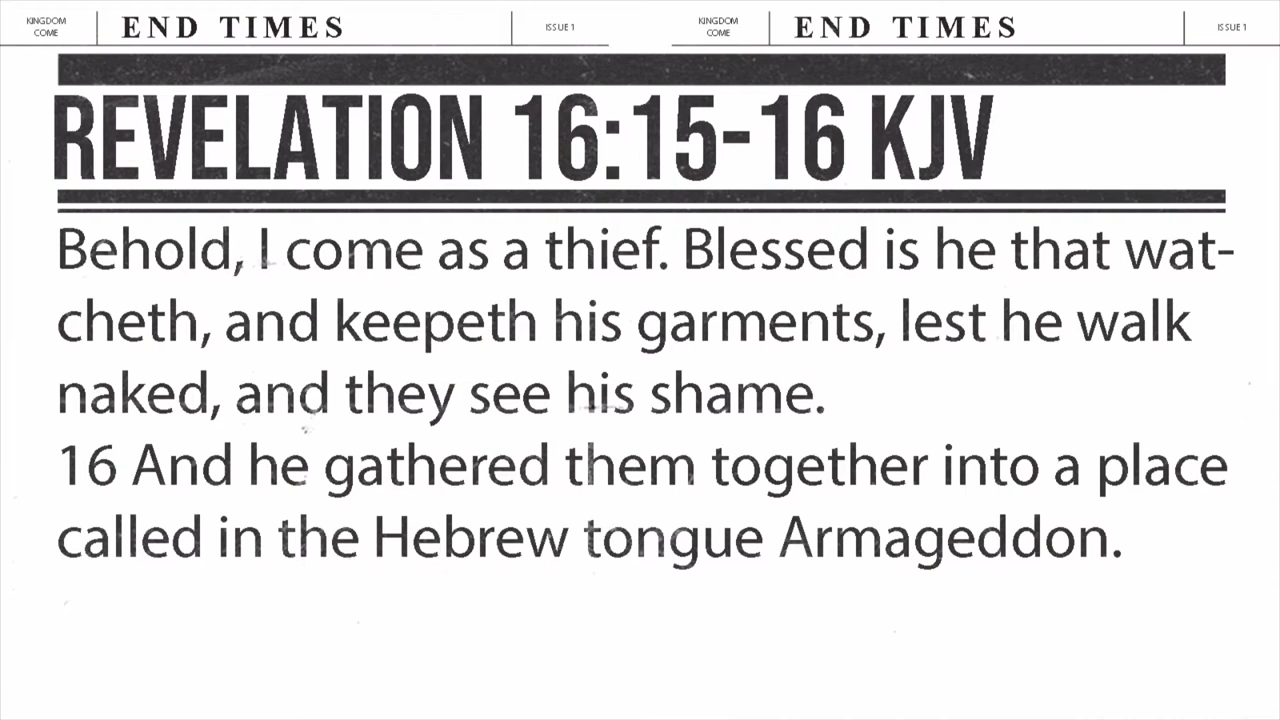 KINGDOM
COME
END TIMES
ISSUE 1
KINGDOM
COME
END TIMES
ISSUE 1
REVELATION 16:15-16 KJV
Behold, I come as a thief. Blessed is he that wat-
cheth, and keepeth his garments, lest he walk
naked, and they see his shame.
16 And he gathered them together into a place
called in the Hebrew tongue Armageddon.